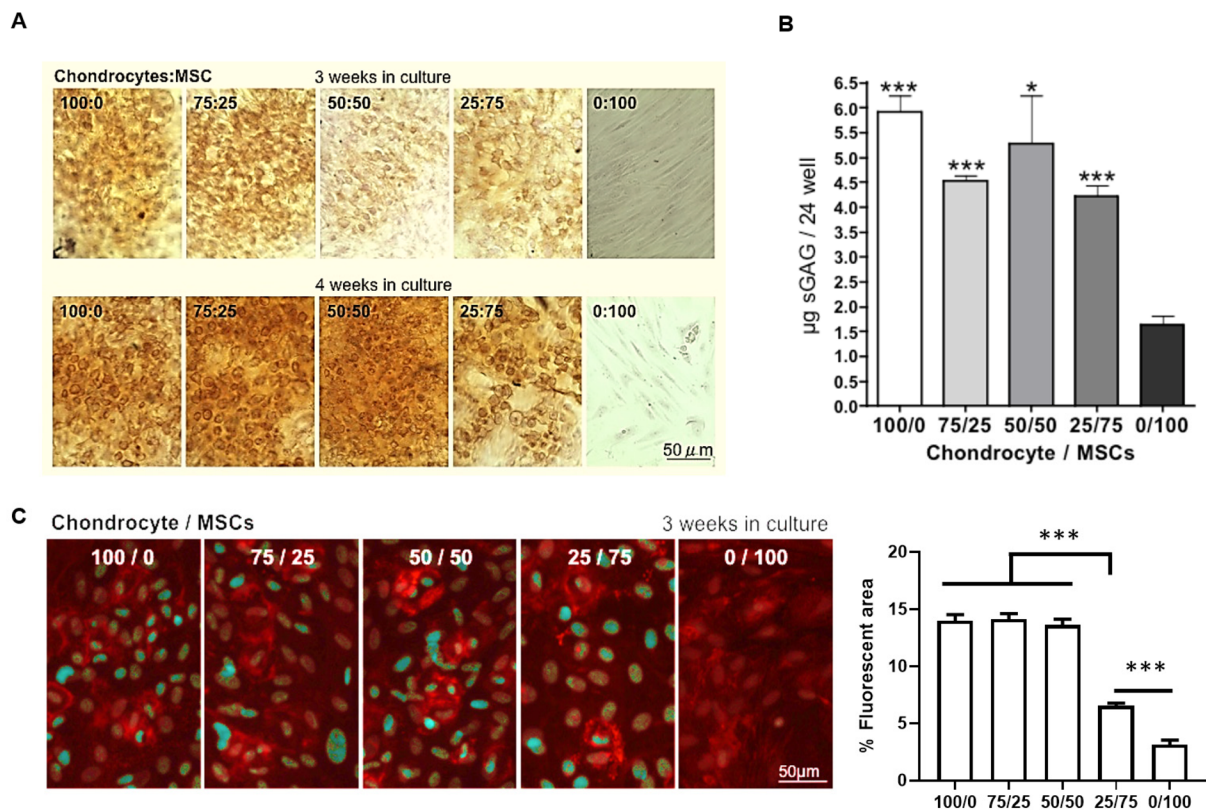 A
Chondrocytes:MSC 3 weeks in culture
100:0 75:25 50:50 25:75 0:100
4 weeks in culture
100:0 75:25 50:50 25:75 0:100
50 μm
B
6.5
6.0
5.5
5.0
4.5
4.0
3.5
3.0
2.5
2.0
1.5
1.0
0.5
0.0
µg sGAG / 24 well
*** *** * ***
100/0 75/25 50/50 25/75 0/100
Chondrocyte / MSCs
C
Chondrocyte / MSCs 3 weeks in culture
100 / 0 75 / 25 50 / 50 25 / 75 0 / 100
50µm
% Fluorescent area
20
15
10
5
0
***
***
100/0 75/25 50/50 25/75 0/100